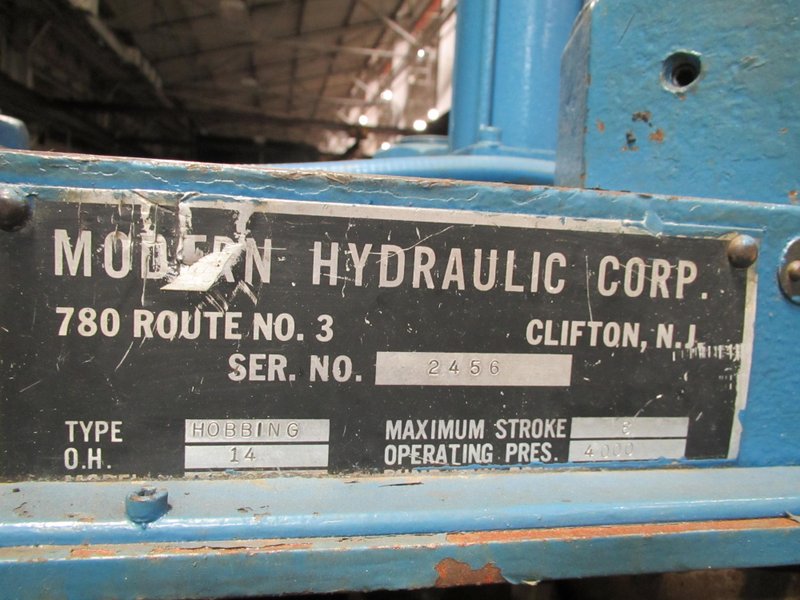 MODERN HYDRAULIC CORP.
780 ROUTE NO. 3 CLIFTON, N.J.
SER. NO. 2456
TYPE HOBBING MAXIMUM STROKE 6
O.H. 14 OPERATING PRES. 4000